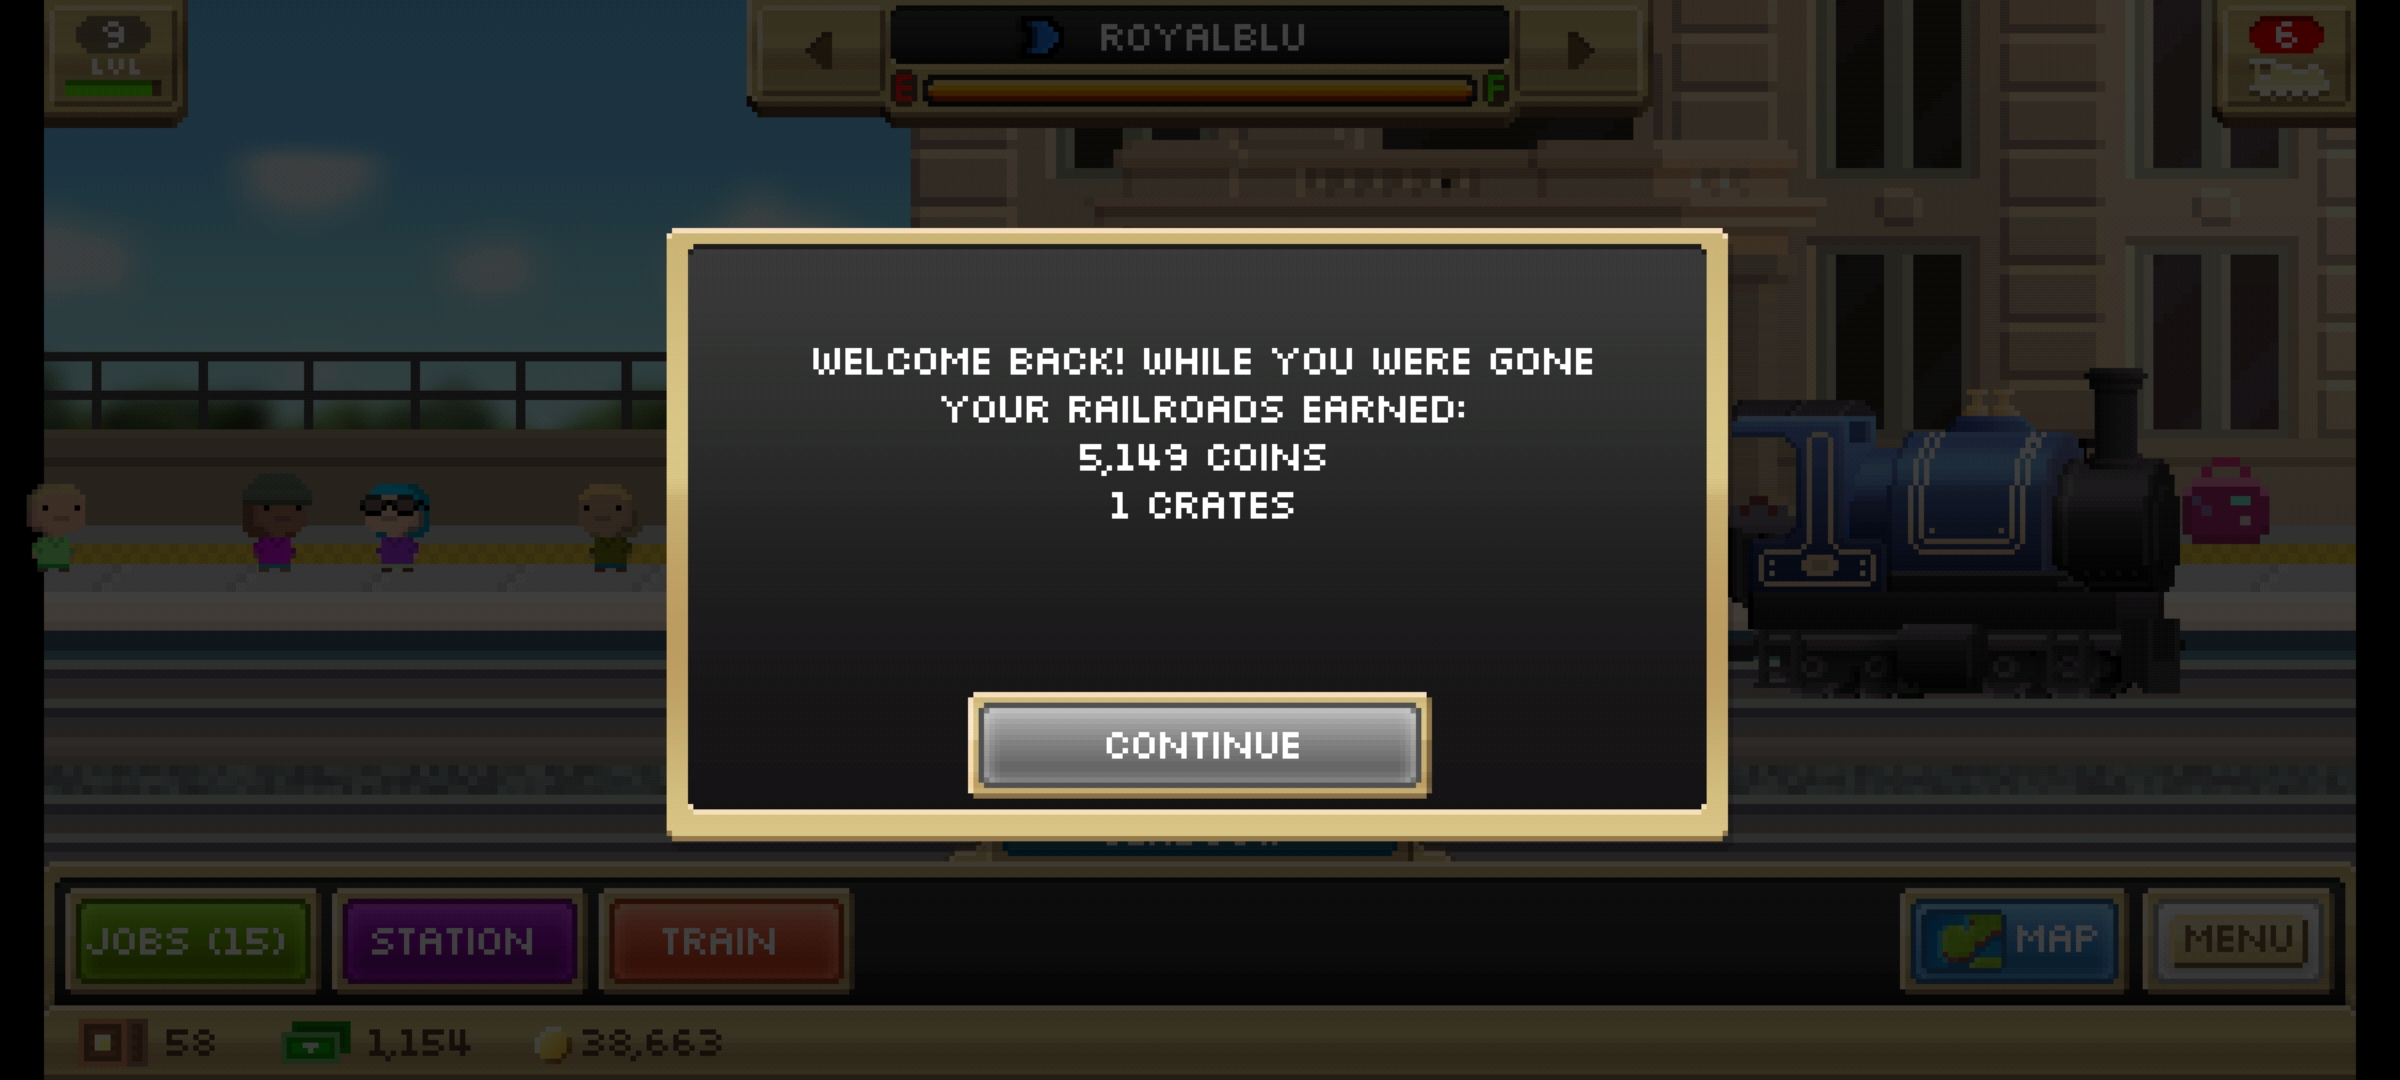 9
LVL
ROYALBLU
E
F
6
WELCOME BACK! WHILE YOU WERE GONE
YOUR RAILROADS EARNED:
5,149 COINS
1 CRATES
CONTINUE
JOBS (15)
STATION
TRAIN
MAP
MENU
58
1,154
38,663